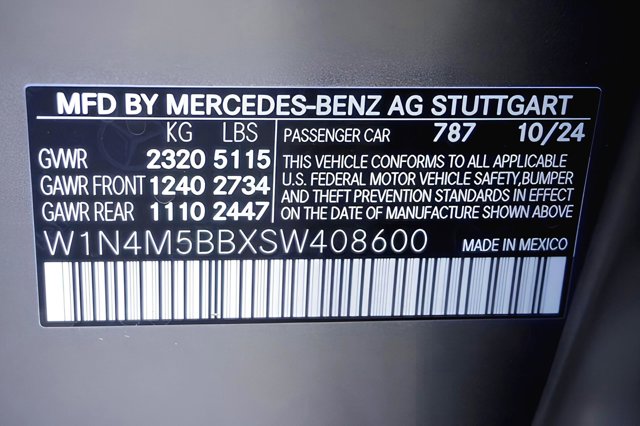 MFD BY MERCEDES-BENZ AG STUTTGART
KG LBS PASSENGER CAR 787 10/24
GVWR 2320 5115
GAWR FRONT 1240 2734
GAWR REAR 1110 2447
THIS VEHICLE CONFORMS TO ALL APPLICABLE
U.S. FEDERAL MOTOR VEHICLE SAFETY,BUMPER
AND THEFT PREVENTION STANDARDS IN EFFECT
ON THE DATE OF MANUFACTURE SHOWN ABOVE
W1N4M5BBXSW408600 MADE IN MEXICO